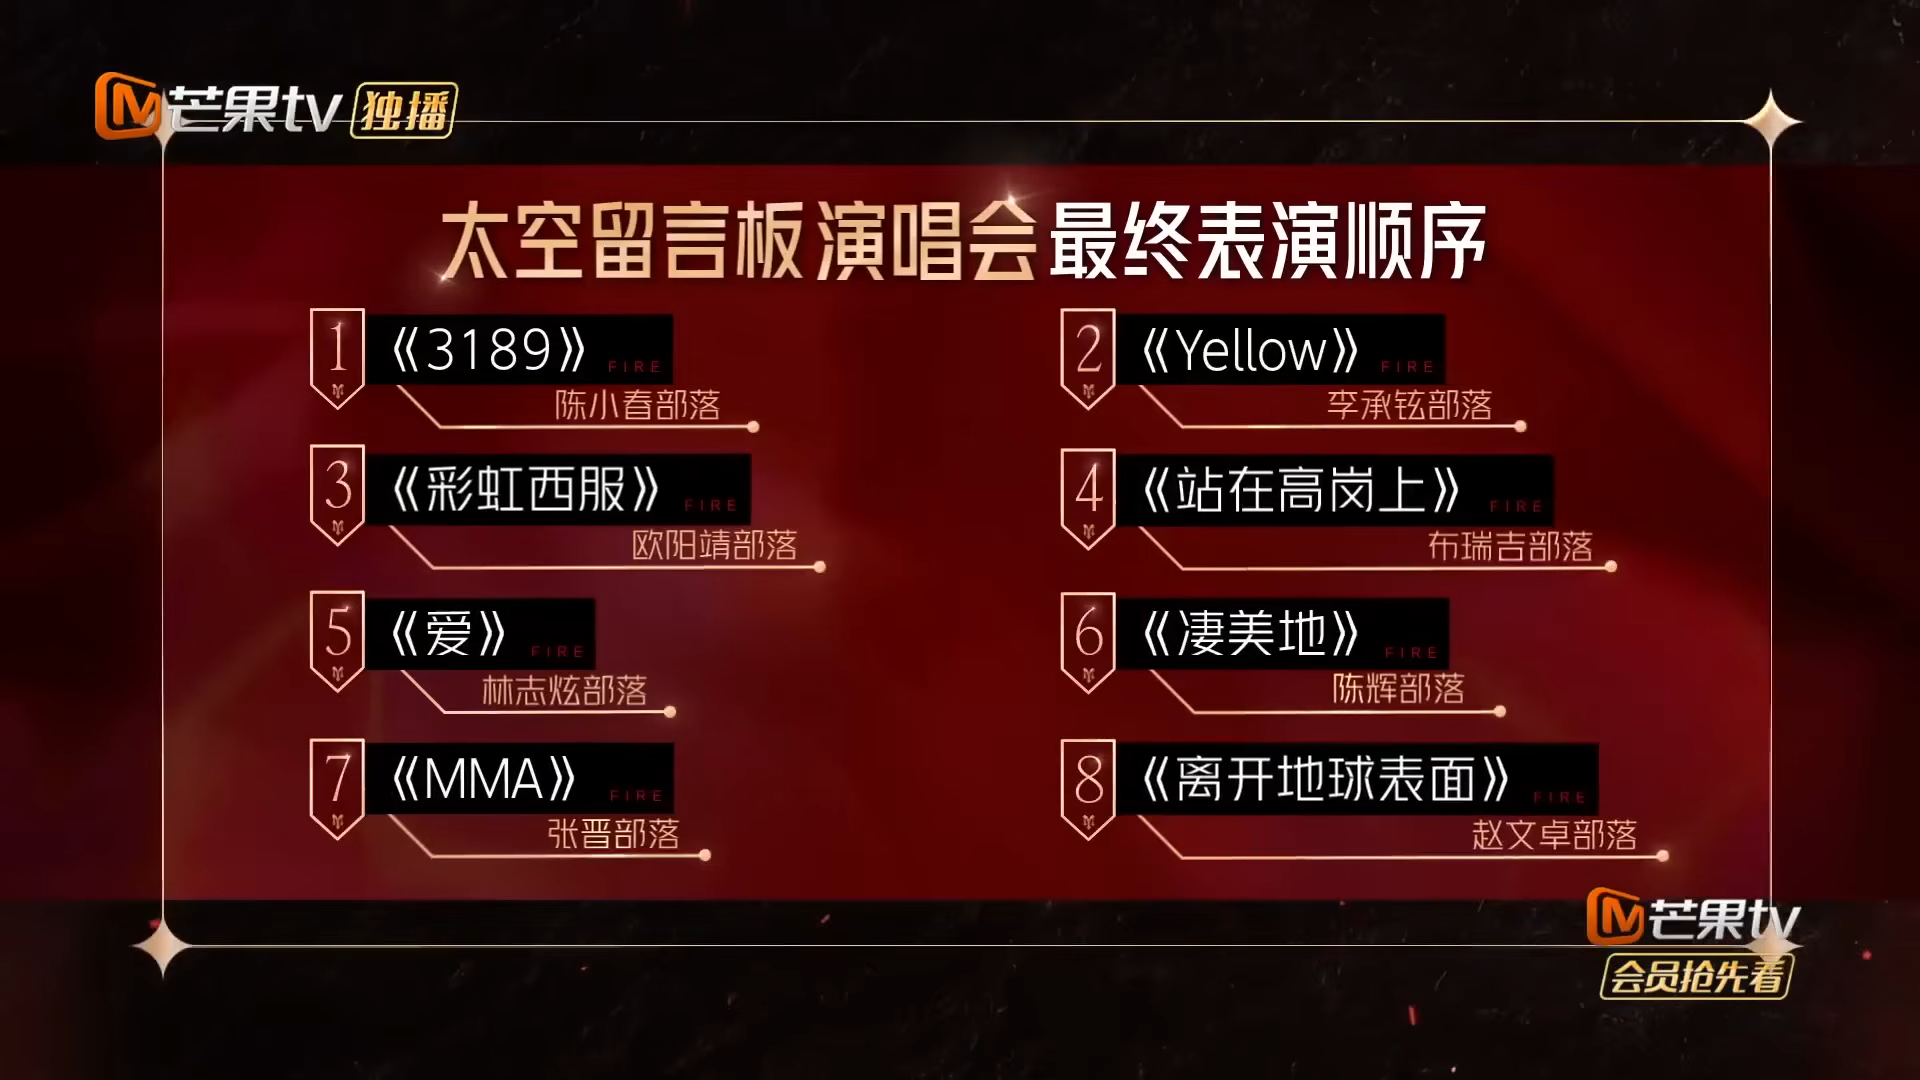 芒果tv 独播
太空留言板演唱会最终表演顺序
1 《3189》 FIRE
陈小春部落
2 《Yellow》 FIRE
李承铉部落
3 《彩虹西服》 FIRE
欧阳靖部落
4 《站在高岗上》 FIRE
布瑞吉部落
5 《爱》 FIRE
林志炫部落
6 《凄美地》 FIRE
陈辉部落
7 《MMA》 FIRE
张晋部落
8 《离开地球表面》 FIRE
赵文卓部落
芒果tv
会员抢先看